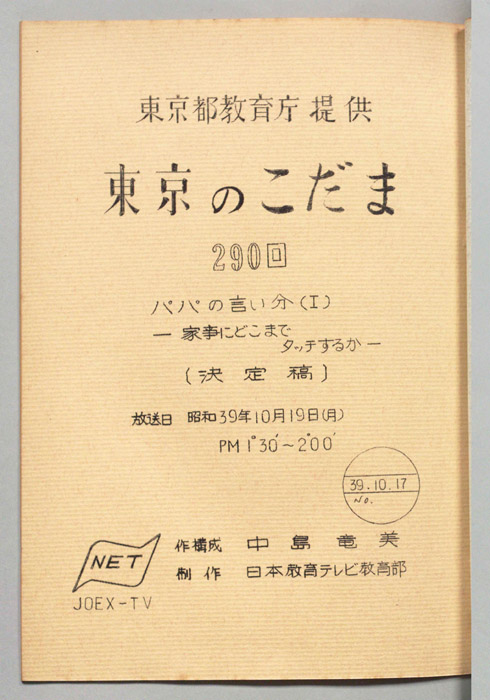 東京都教育庁 提供
東京のこだま
290回
パパの言い分(I)
― 家事にどこまで
タッチするか ―
(決定稿)
放送日 昭和39年10月19日(月)
PM 1°30′~2°00′
39.10.17
No.
作構成 中島竜美
制作 日本教育テレビ教育部
NET
JOEX-TV